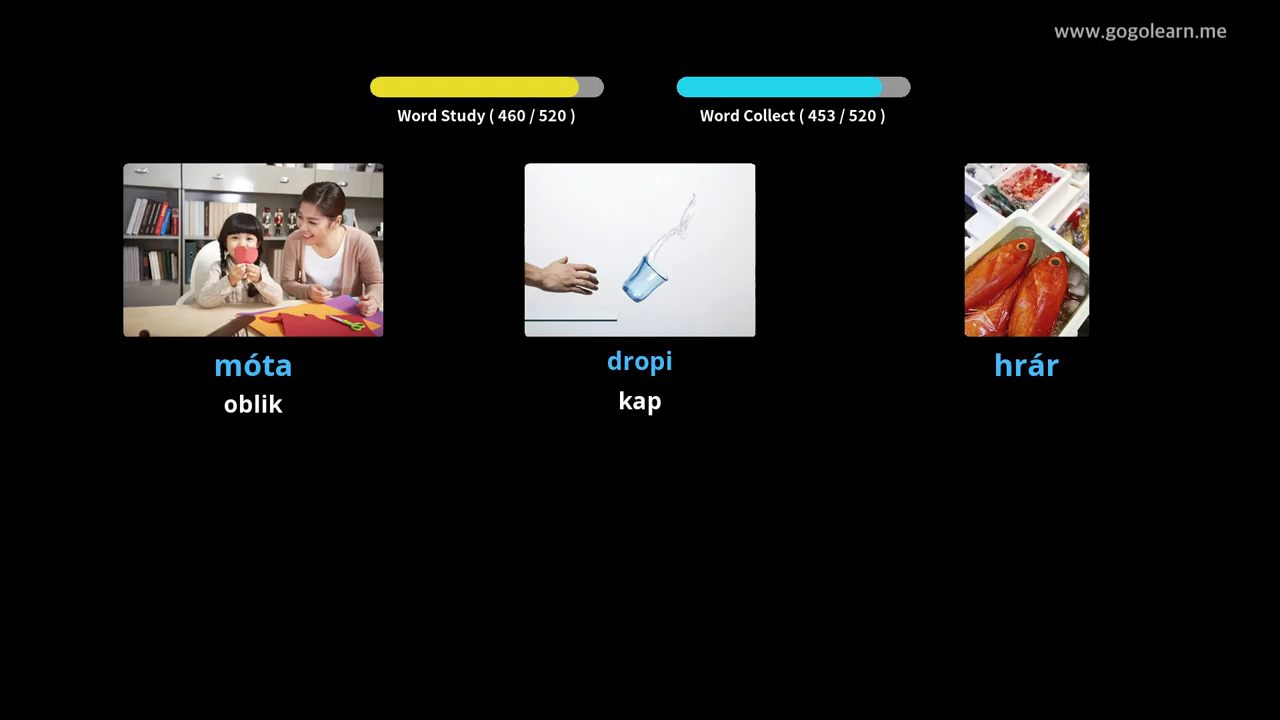 www.gogolearn.me
Word Study ( 460 / 520 )
Word Collect ( 453 / 520 )
móta
oblik
dropi
kap
hrár